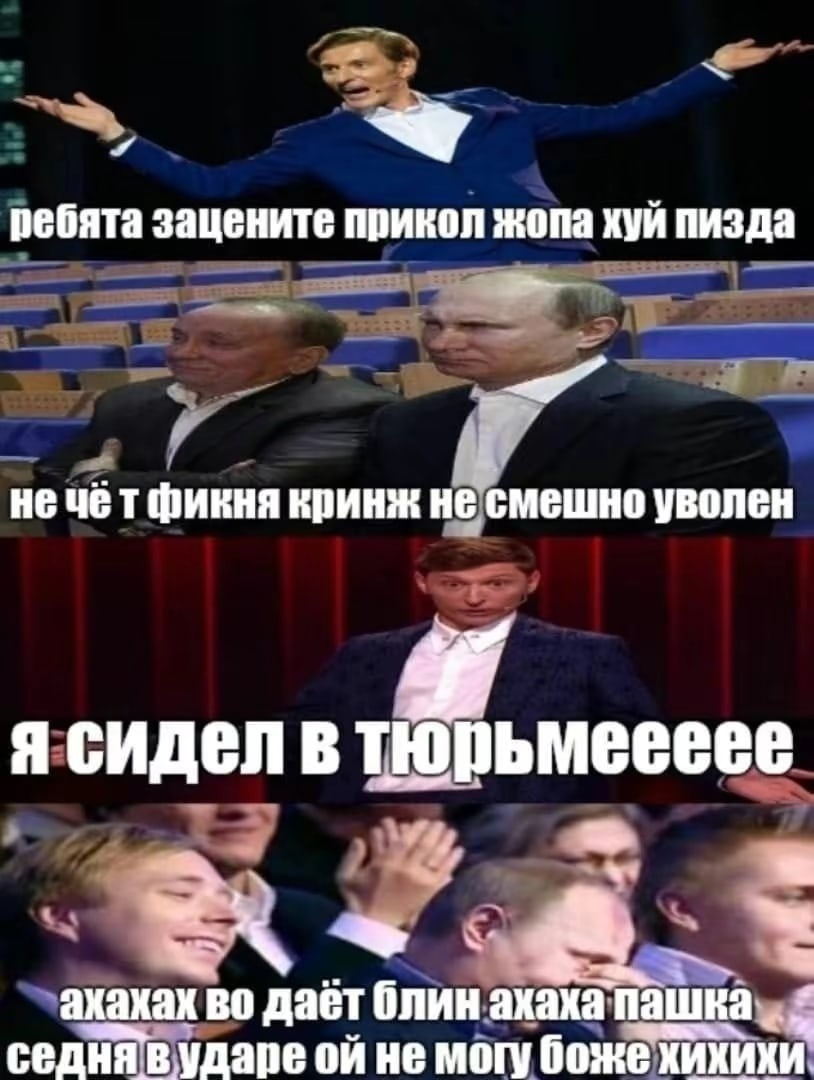 ребята зацените прикол жопа хуй пизда
не чё т фикня кринж не смешно уволен
я сидел в тюрьмеееее
ахахах во даёт блин ахаха пашка
седня в ударе ой не могу боже хихихи